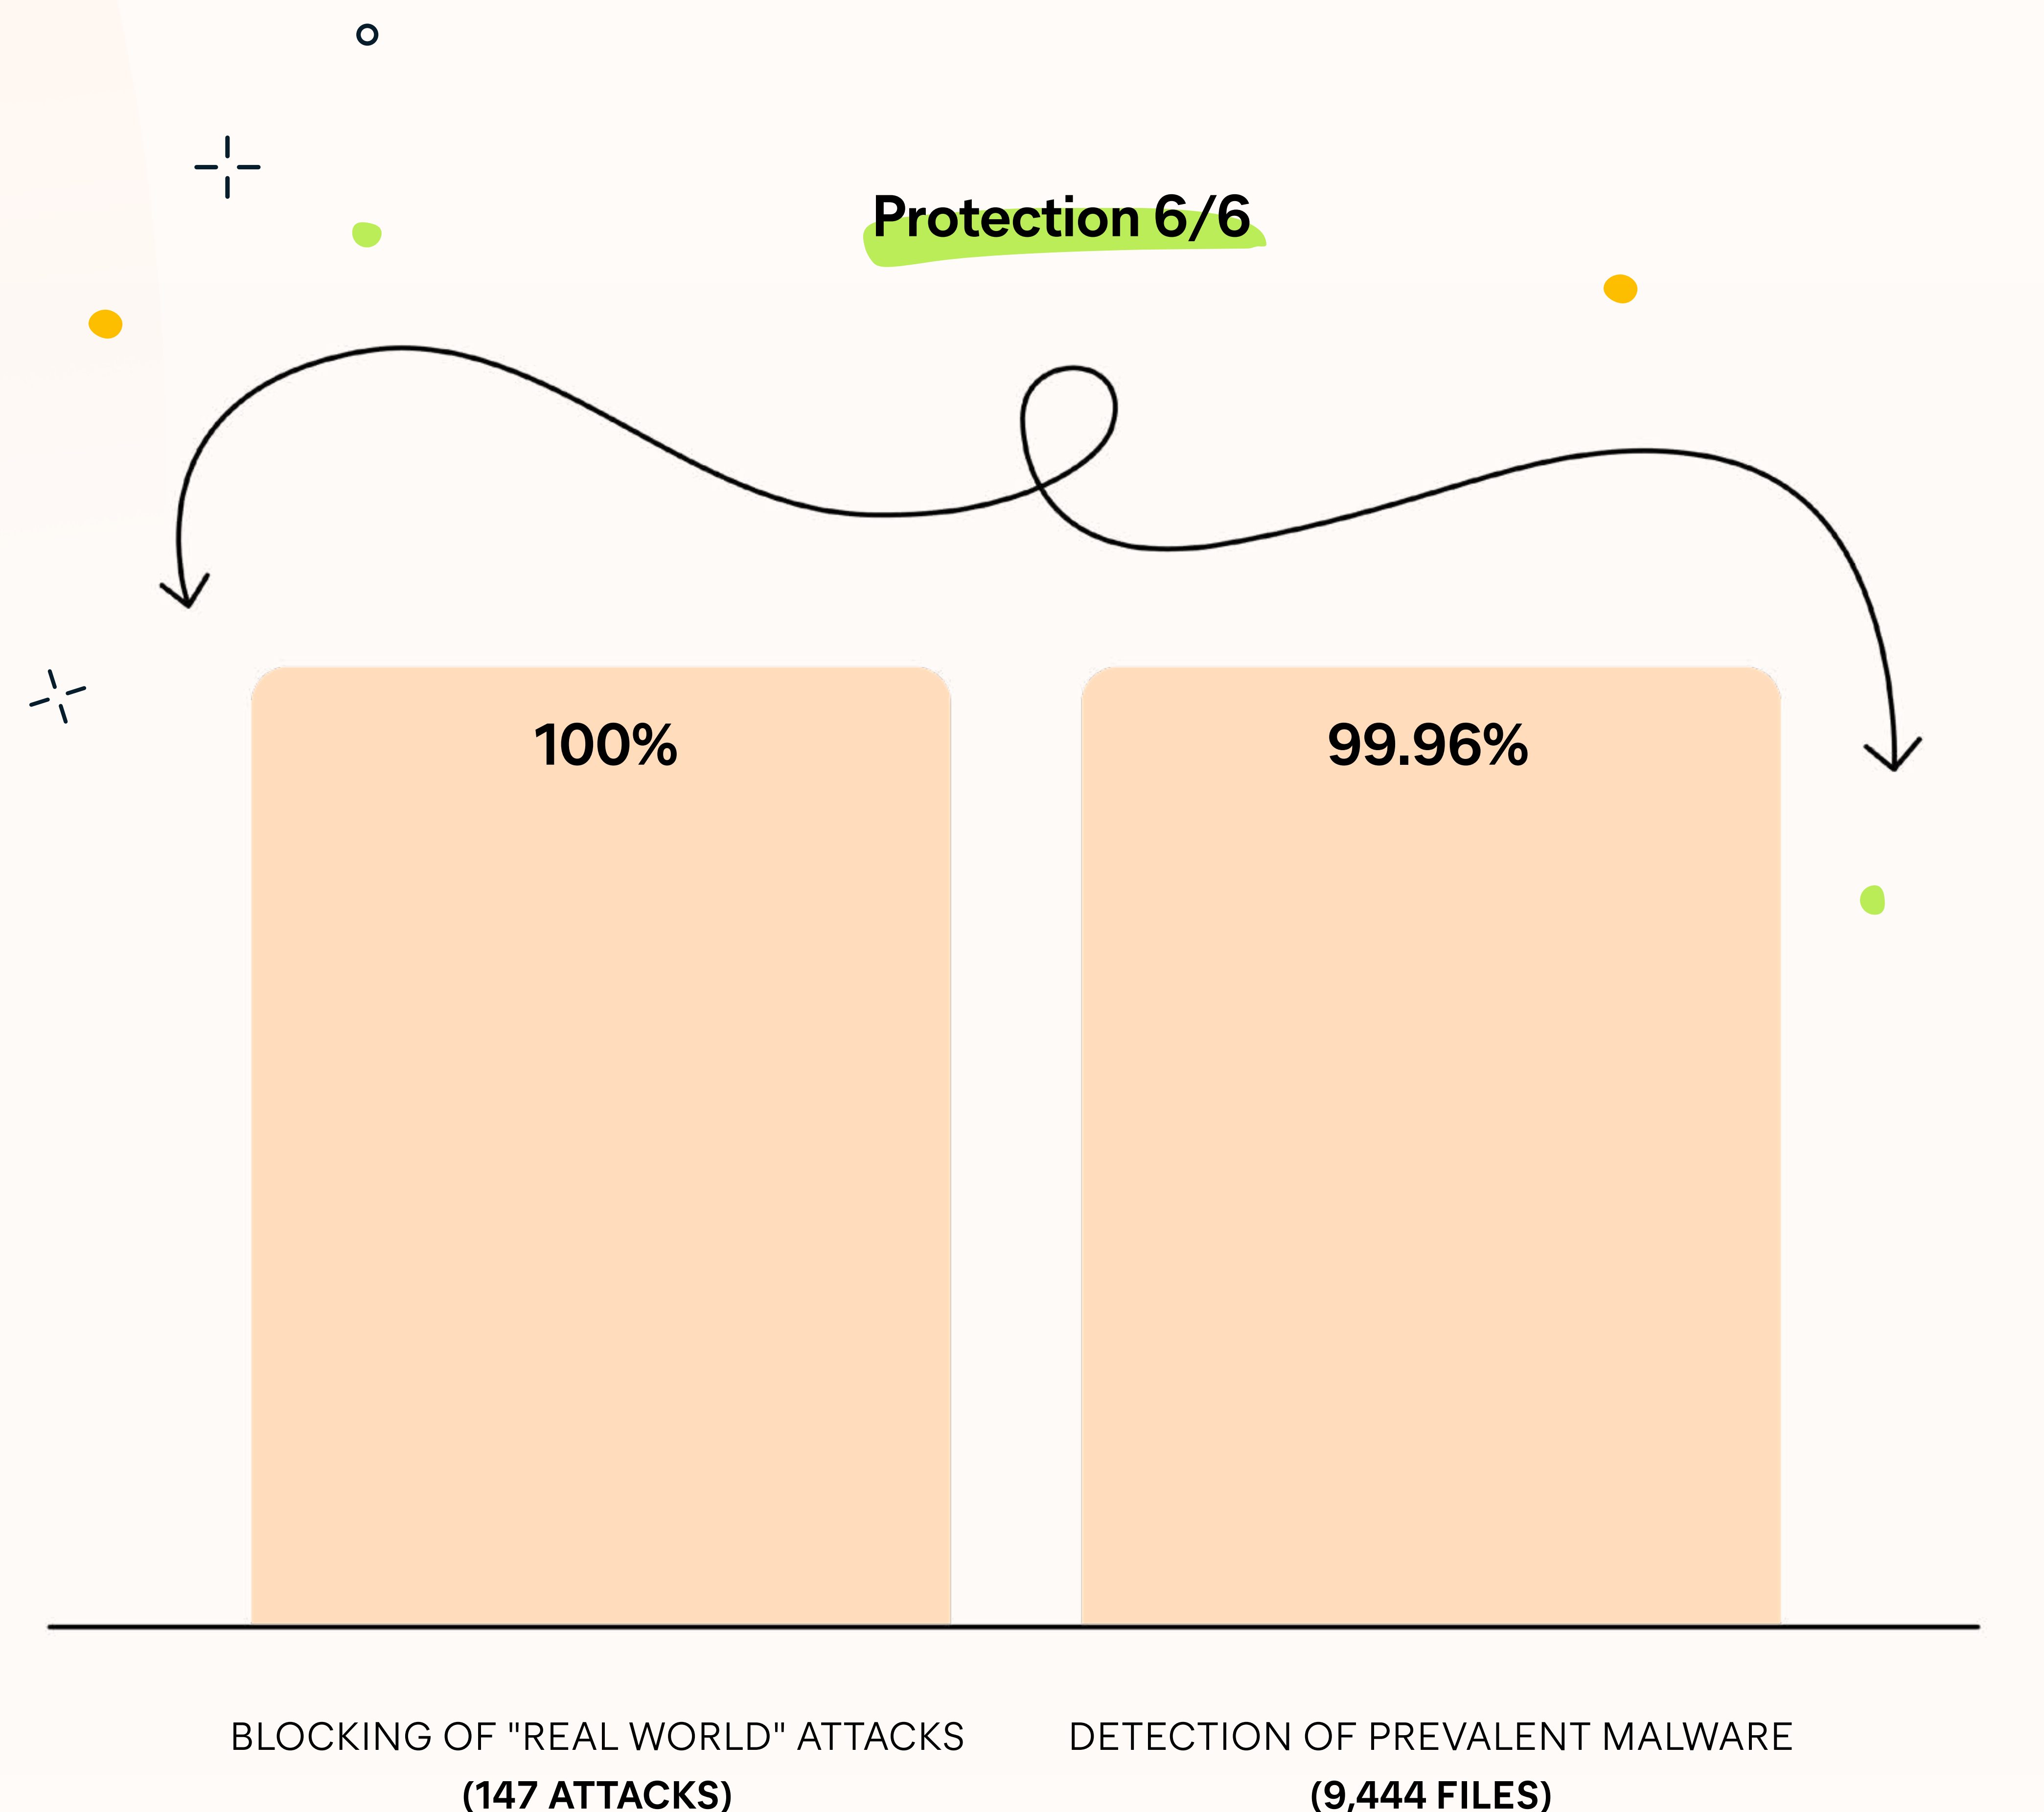 Protection 6/6
100%
99.96%
BLOCKING OF "REAL WORLD" ATTACKS
(147 ATTACKS)
DETECTION OF PREVALENT MALWARE
(9,444 FILES)